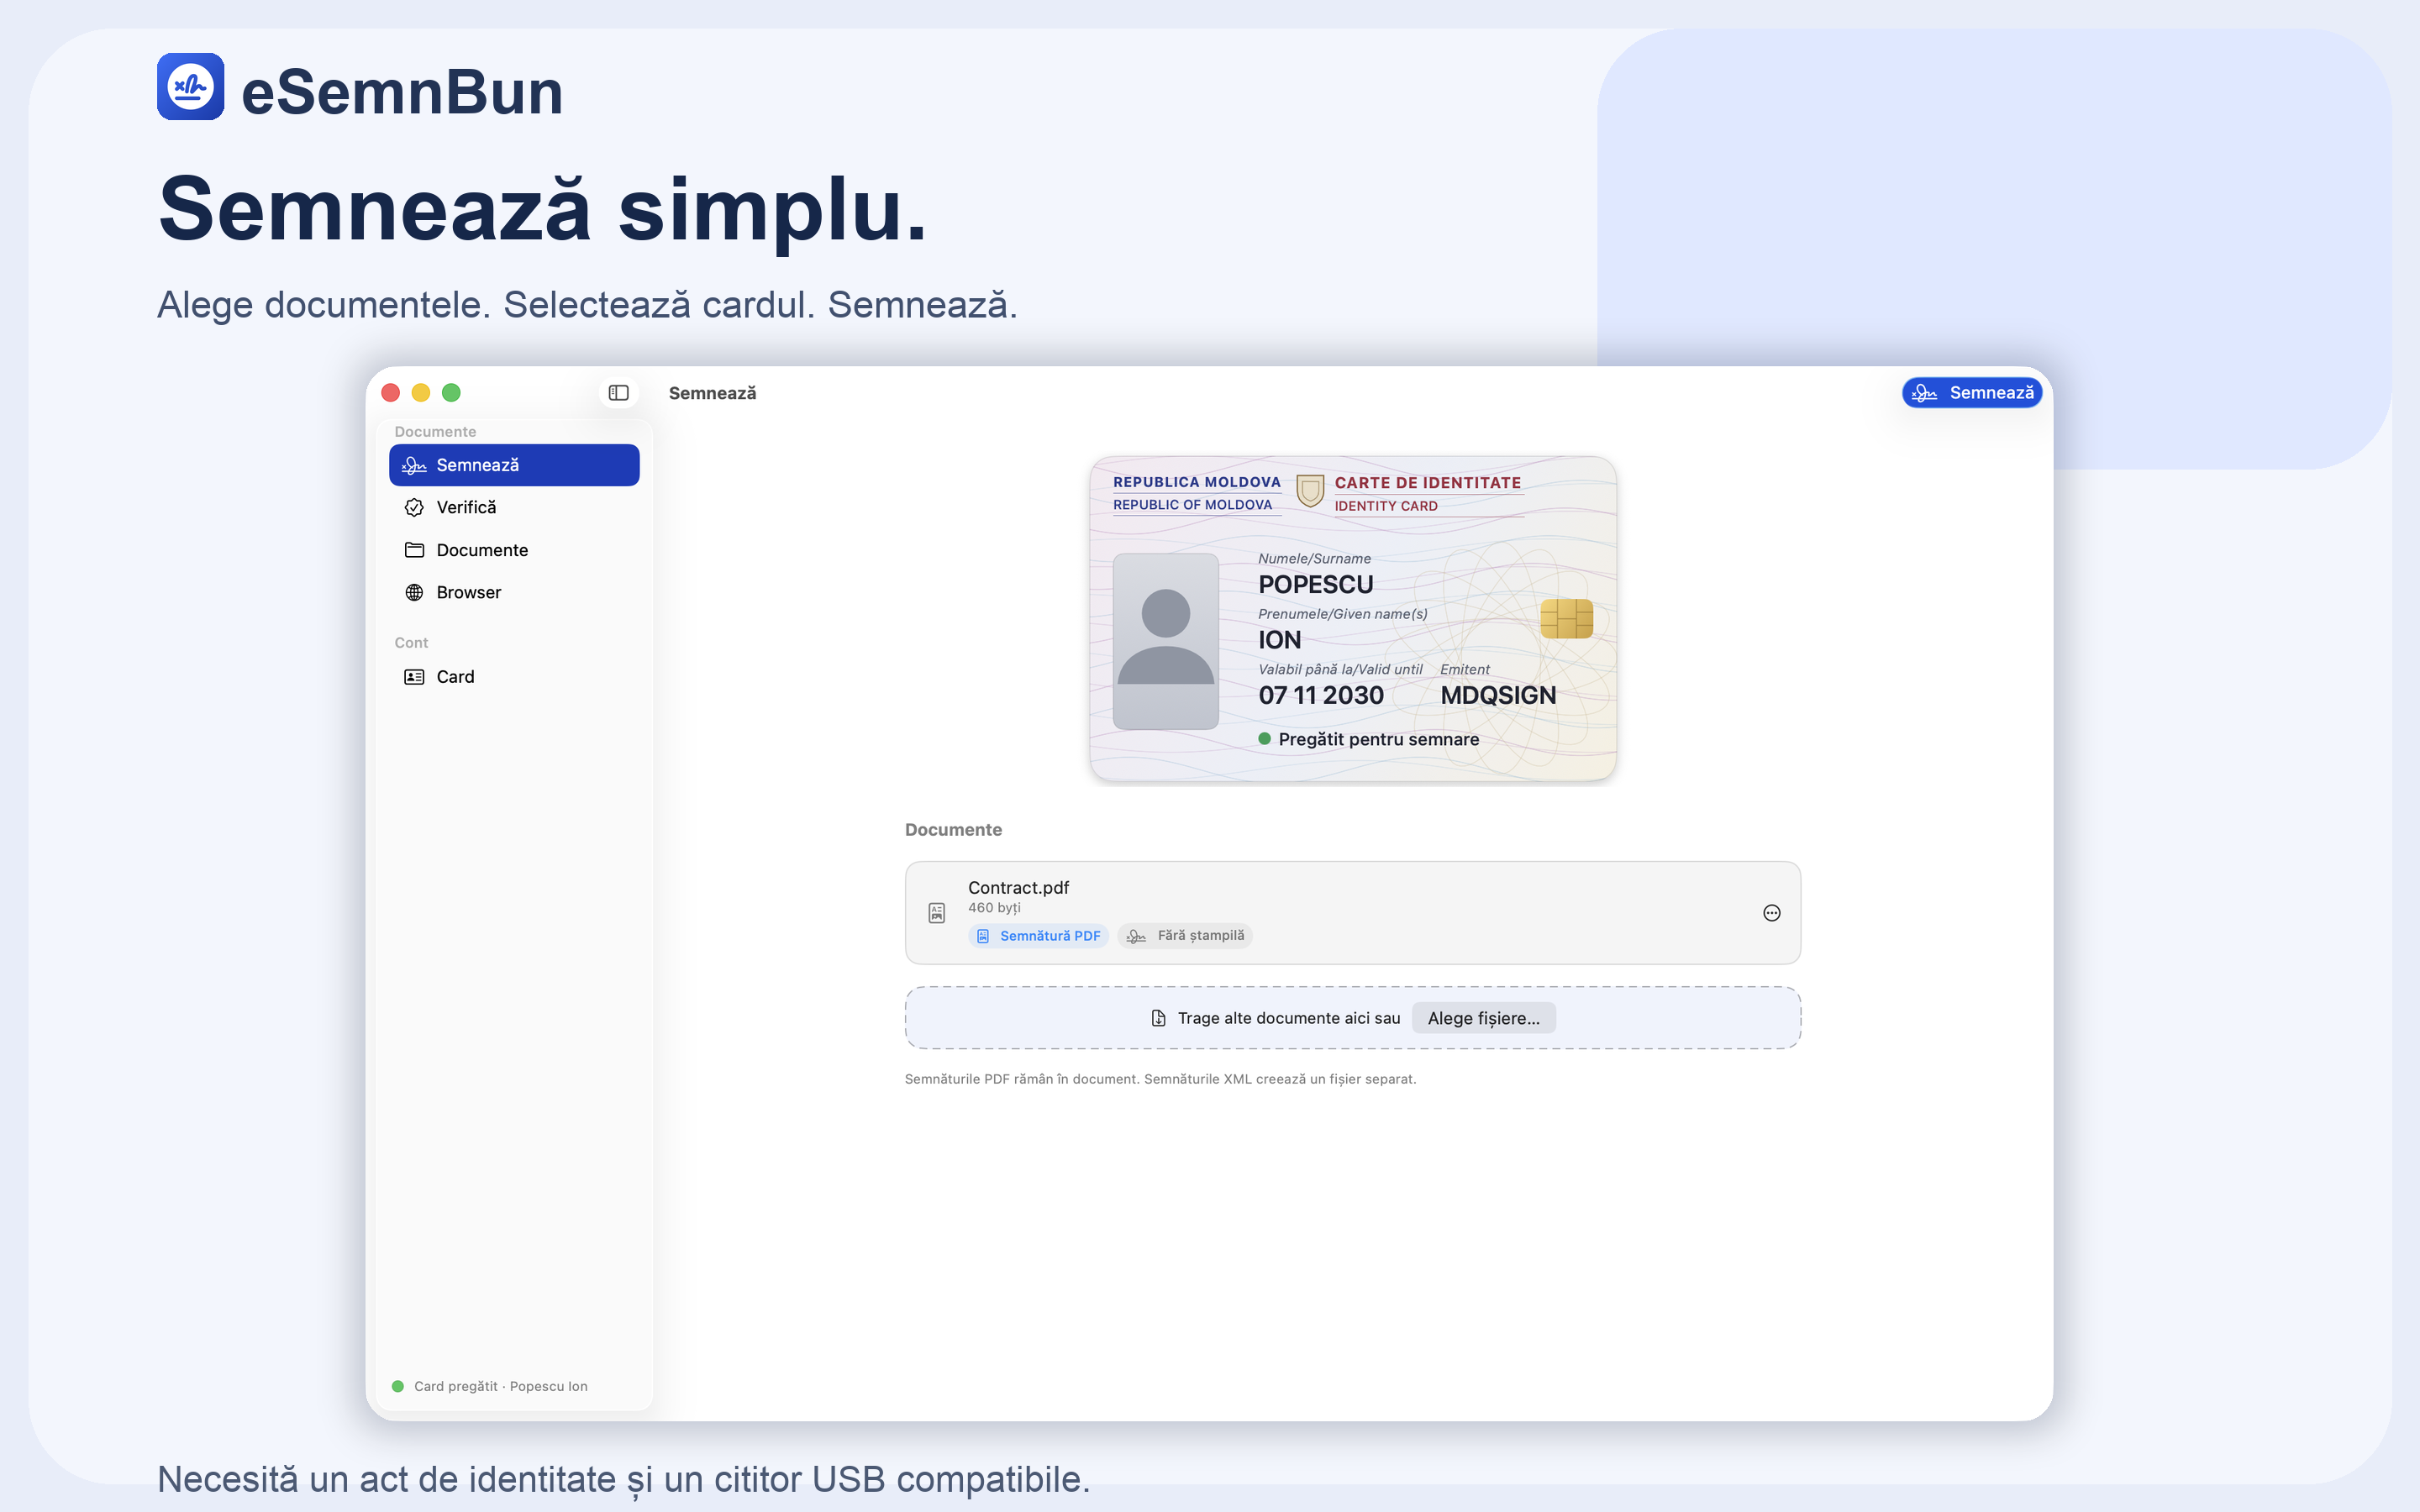 eSemnBun
Semnează simplu.
Alege documentele. Selectează cardul. Semnează.
Semnează
Semnează
Documente
Semnează
Verifică
Documente
Browser
Cont
Card
Card pregătit · Popescu Ion
REPUBLICA MOLDOVA
REPUBLIC OF MOLDOVA
CARTE DE IDENTITATE
IDENTITY CARD
Numele/Surname
POPESCU
Prenumele/Given name(s)
ION
Valabil până la/Valid until Emitent
07 11 2030 MDQSIGN
Pregătit pentru semnare
Documente
Contract.pdf
460 byți
Semnătură PDF Fără ștampilă
Trage alte documente aici sau Alege fișiere...
Semnăturile PDF rămân în document. Semnăturile XML creează un fișier separat.
Necesită un act de identitate și un cititor USB compatibile.